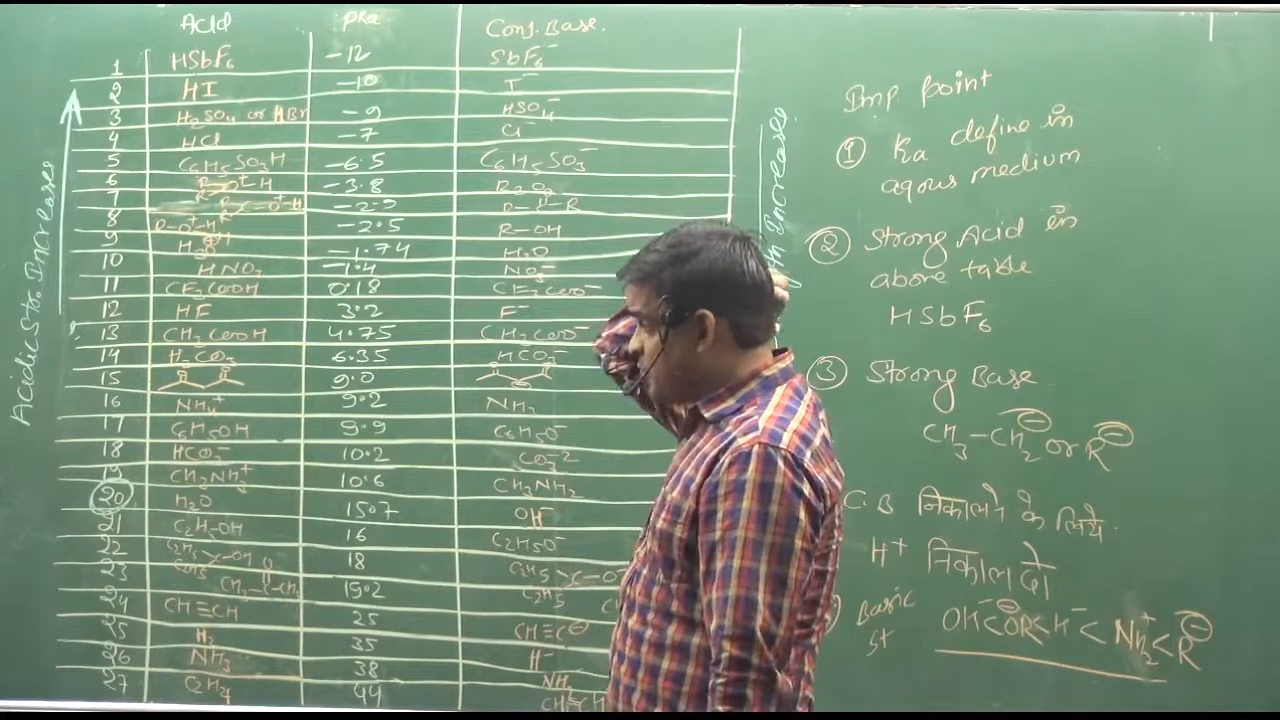 Acid pKa Conj. Base.
1 HSbF6 -12 SbF6-
2 HI -10 I-
3 H2SO4 or HBr -9 HSO4-
4 HCl -7 Cl-
5 C6H5SO3H -6.5 C6H5SO3-
6 -3.8
7 -2.9
8 -2.5 R-OH
9 -1.74 H2O
10 HNO3 -1.4 NO3-
11 CF3COOH 0.18 CF3COO-
12 HF 3.2 F-
13 CH3COOH 4.75 CH3COO-
14 H2CO3 6.35 HCO3-
15 9.0
16 NH4+ 9.2 NH3
17 C6H5OH 9.9 C6H5O-
18 HCO3- 10.2 CO3-2
19 CH3NH3+ 10.6 CH3NH2
20 H2O 15.7 OH-
21 C2H5OH 16 C2H5O-
22 18
23 19.2
24 CH≡CH 25 CH≡C⊖
25 H2 35 H-
26 NH3 38
27 C2H4 44
Acidic Str. Increases
Increases
Imp. point
① Ka define in
aqous medium
② Strong Acid in
above table
HSbF6
③ Strong Base
CH3-CH2⊖ or R⊖
C.B निकालने के लिये
H+ निकाल दो
Basic
St